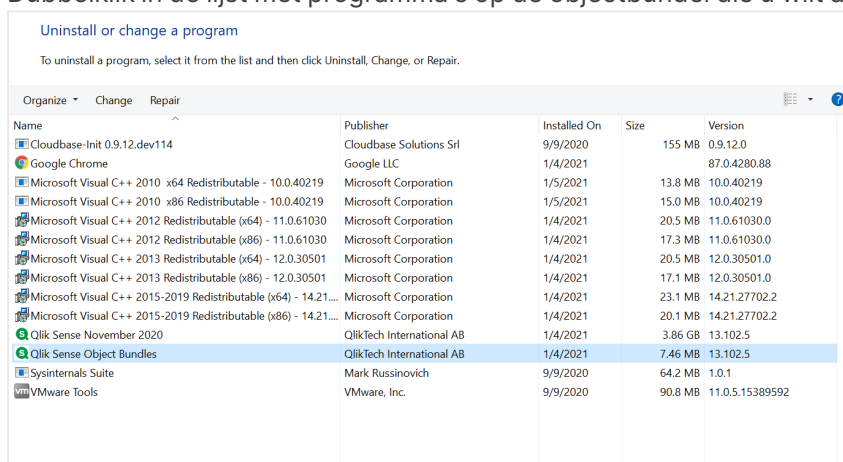 Dubbelklik in de lijst met programma's op de objectbundel die u wilt
Uninstall or change a program
To uninstall a program, select it from the list and then click Uninstall, Change, or Repair.
Organize Change Repair
Name Publisher Installed On Size Version
Cloudbase-Init 0.9.12.dev114 Cloudbase Solutions Srl 9/9/2020 155 MB 0.9.12.0
Google Chrome Google LLC 1/4/2021 87.0.4280.88
Microsoft Visual C++ 2010 x64 Redistributable - 10.0.40219 Microsoft Corporation 1/5/2021 13.8 MB 10.0.40219
Microsoft Visual C++ 2010 x86 Redistributable - 10.0.40219 Microsoft Corporation 1/5/2021 15.0 MB 10.0.40219
Microsoft Visual C++ 2012 Redistributable (x64) - 11.0.61030 Microsoft Corporation 1/4/2021 20.5 MB 11.0.61030.0
Microsoft Visual C++ 2012 Redistributable (x86) - 11.0.61030 Microsoft Corporation 1/4/2021 17.3 MB 11.0.61030.0
Microsoft Visual C++ 2013 Redistributable (x64) - 12.0.30501 Microsoft Corporation 1/4/2021 20.5 MB 12.0.30501.0
Microsoft Visual C++ 2013 Redistributable (x86) - 12.0.30501 Microsoft Corporation 1/4/2021 17.1 MB 12.0.30501.0
Microsoft Visual C++ 2015-2019 Redistributable (x64) - 14.21.... Microsoft Corporation 1/4/2021 23.1 MB 14.21.27702.2
Microsoft Visual C++ 2015-2019 Redistributable (x86) - 14.21.... Microsoft Corporation 1/4/2021 20.1 MB 14.21.27702.2
Qlik Sense November 2020 QlikTech International AB 1/4/2021 3.86 GB 13.102.5
Qlik Sense Object Bundles QlikTech International AB 1/4/2021 7.46 MB 13.102.5
Sysinternals Suite Mark Russinovich 9/9/2020 64.2 MB 1.0.1
vm VMware Tools VMware, Inc. 9/9/2020 90.8 MB 11.0.5.15389592